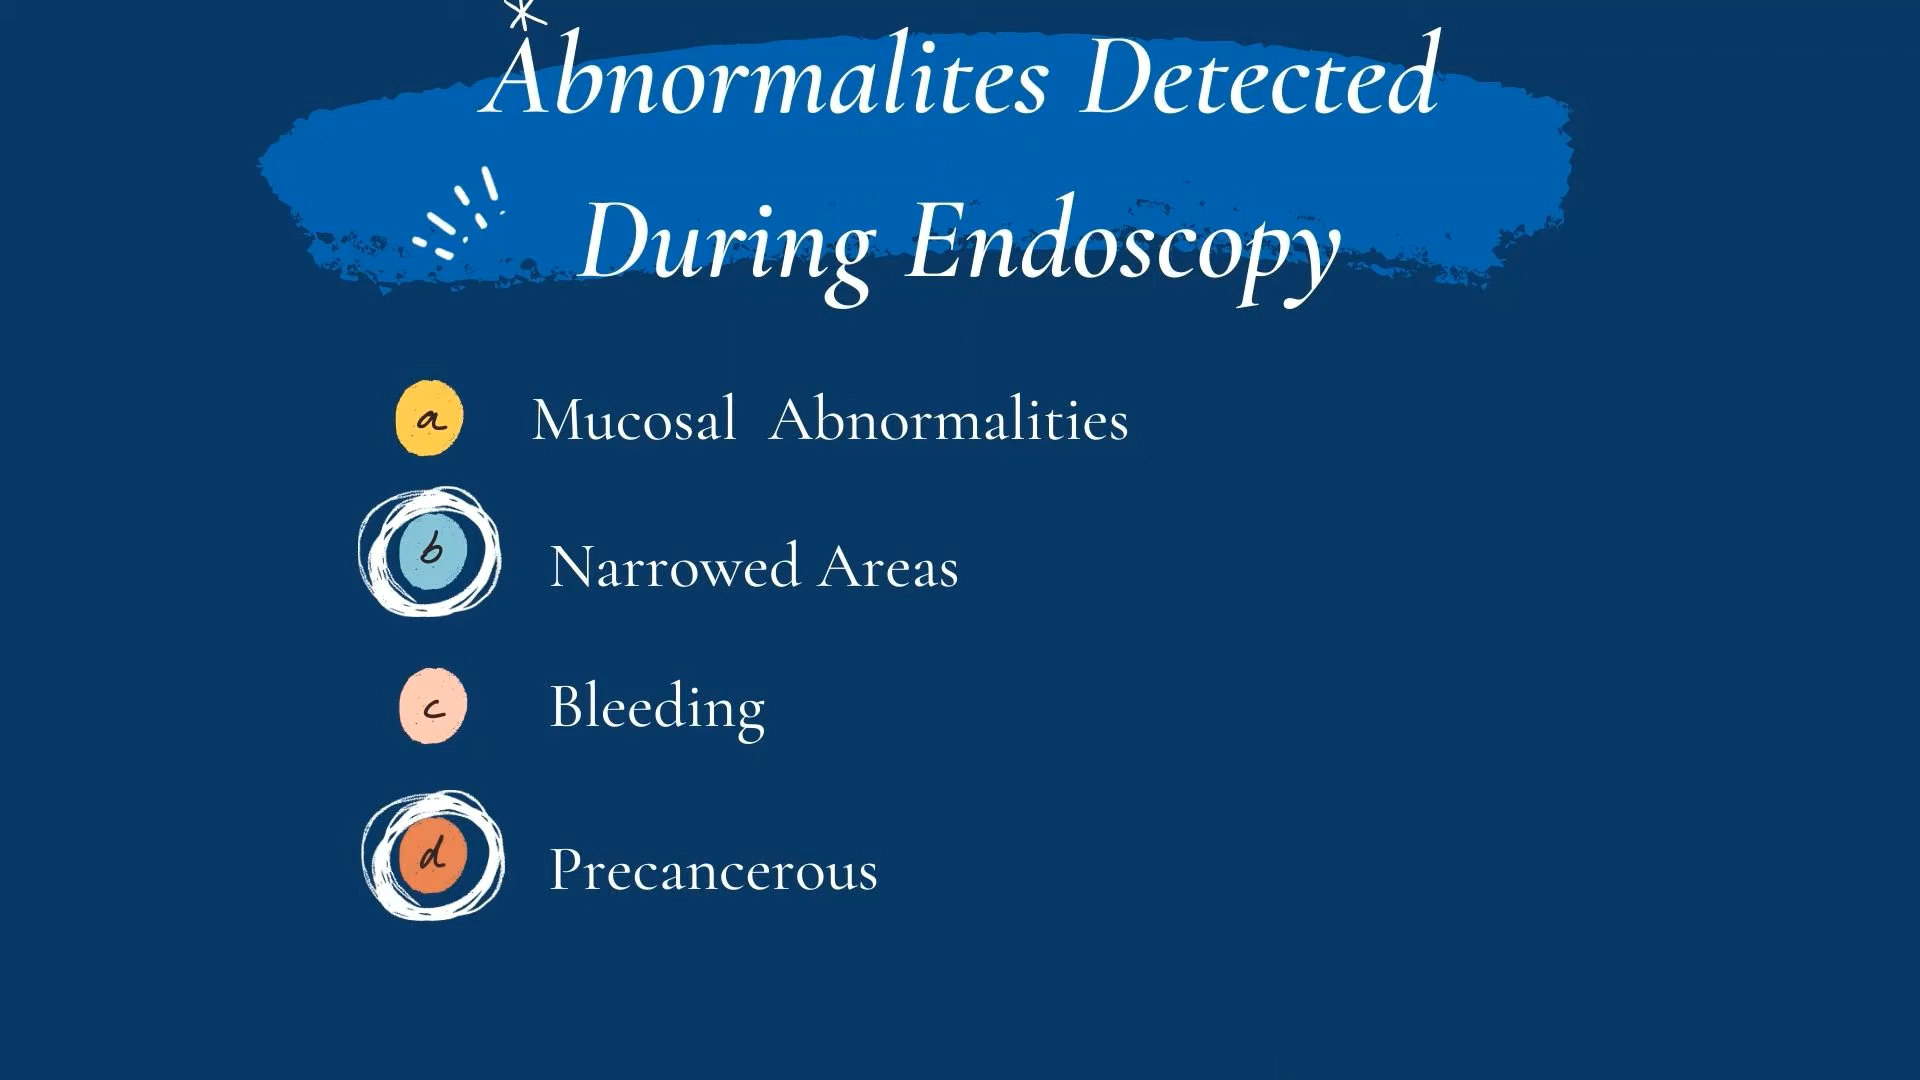 Abnormalites Detected
During Endoscopy
a Mucosal Abnormalities
b Narrowed Areas
c Bleeding
d Precancerous